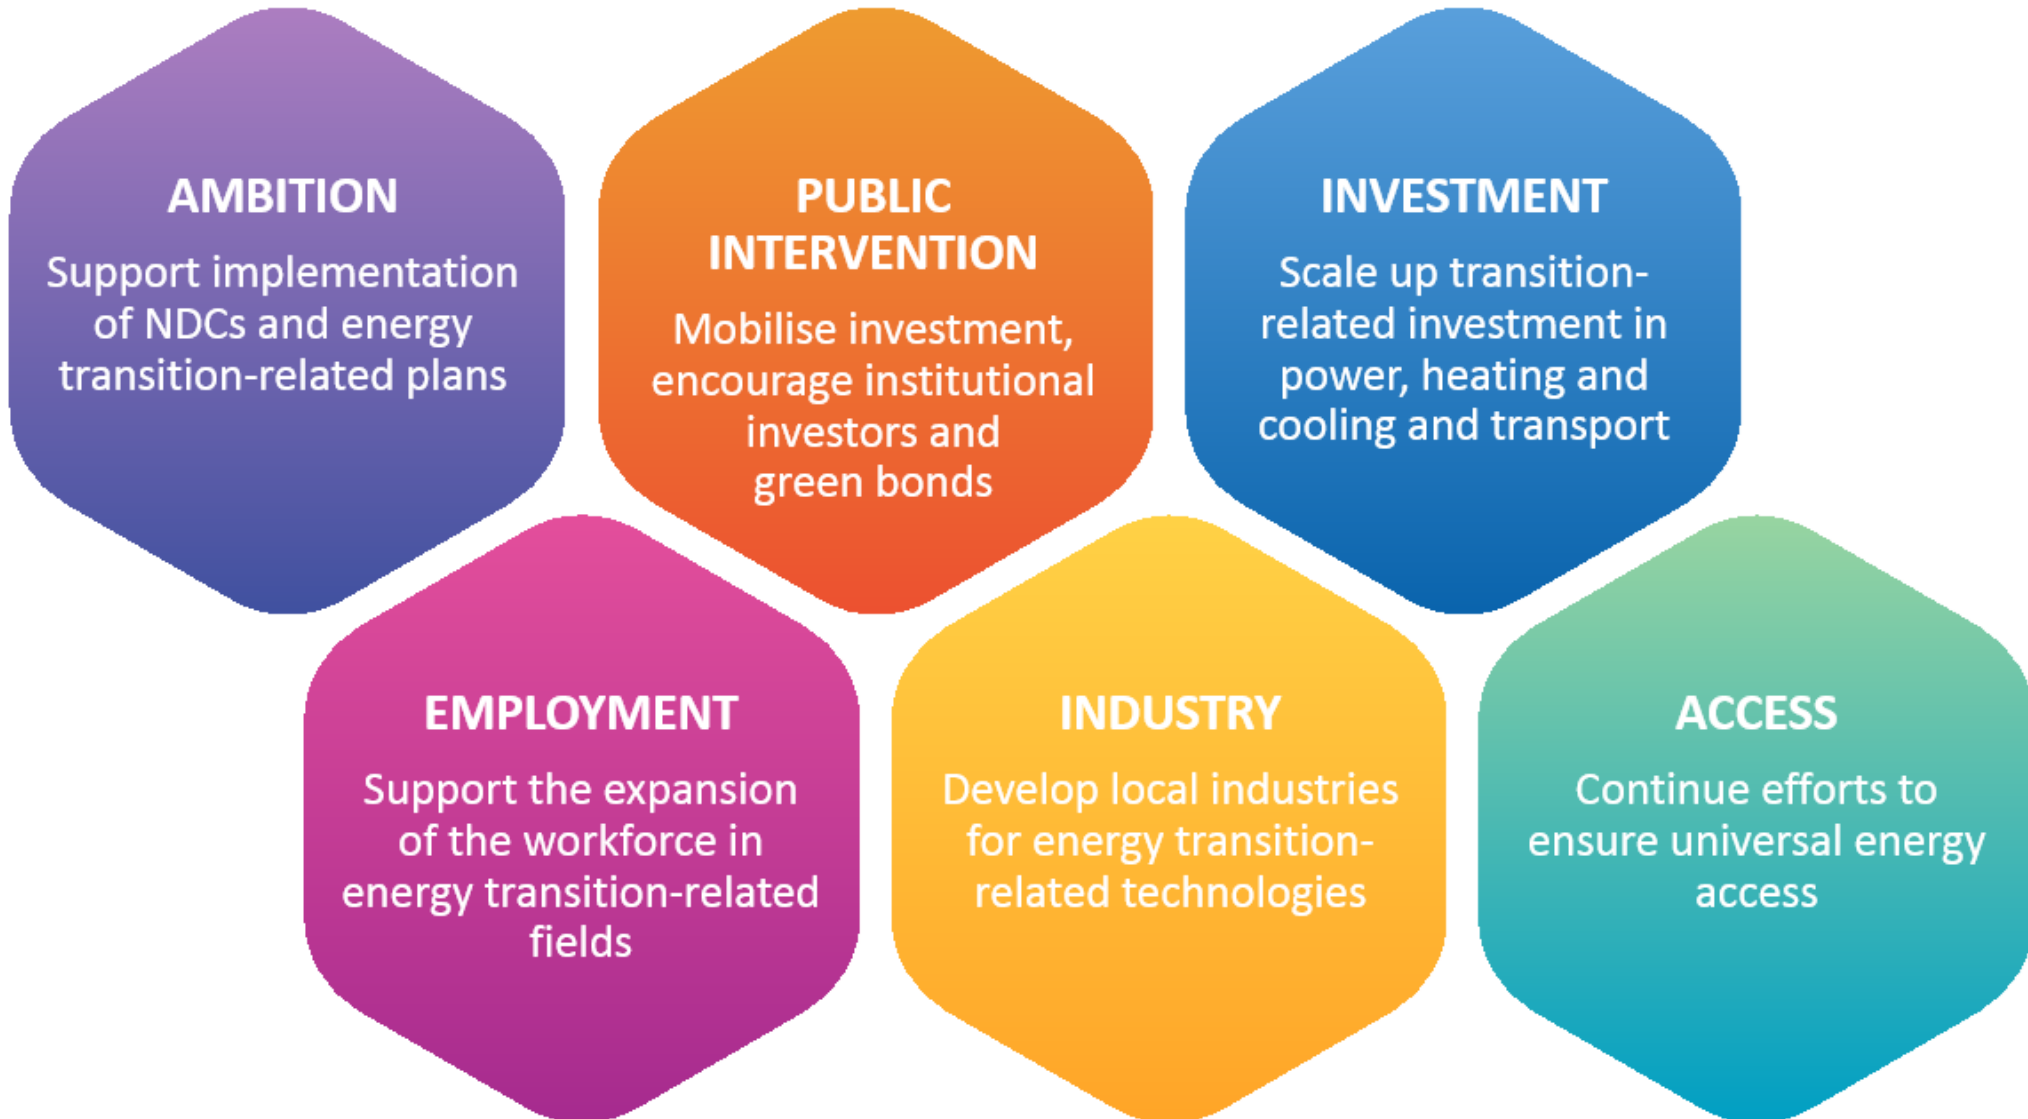 AMBITION
Support implementation
of NDCs and energy
transition-related plans
PUBLIC
INTERVENTION
Mobilise investment,
encourage institutional
investors and
green bonds
INVESTMENT
Scale up transition-
related investment in
power, heating and
cooling and transport
EMPLOYMENT
Support the expansion
of the workforce in
energy transition-related
fields
INDUSTRY
Develop local industries
for energy transition-
related technologies
ACCESS
Continue efforts to
ensure universal energy
access